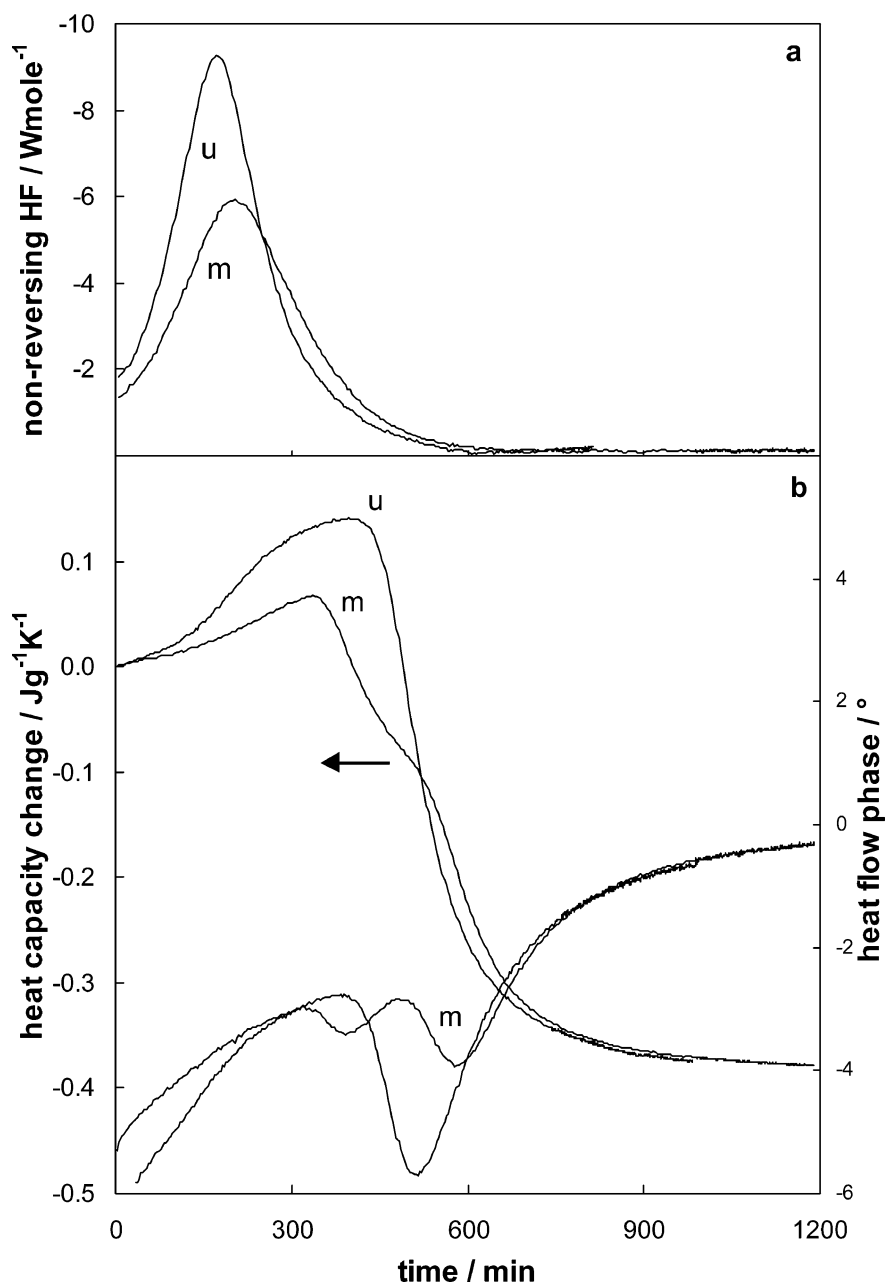 -10
a
-8
u
-6
m
-4
-2
non-reversing HF / Wmole⁻¹
b
u
0.1
4
m
0.0
2
-0.1
0
-0.2
-2
-0.3
m
-0.4
-4
-0.5
-6
heat capacity change / Jg⁻¹K⁻¹
heat flow phase / °
0 300 600 900 1200
time / min